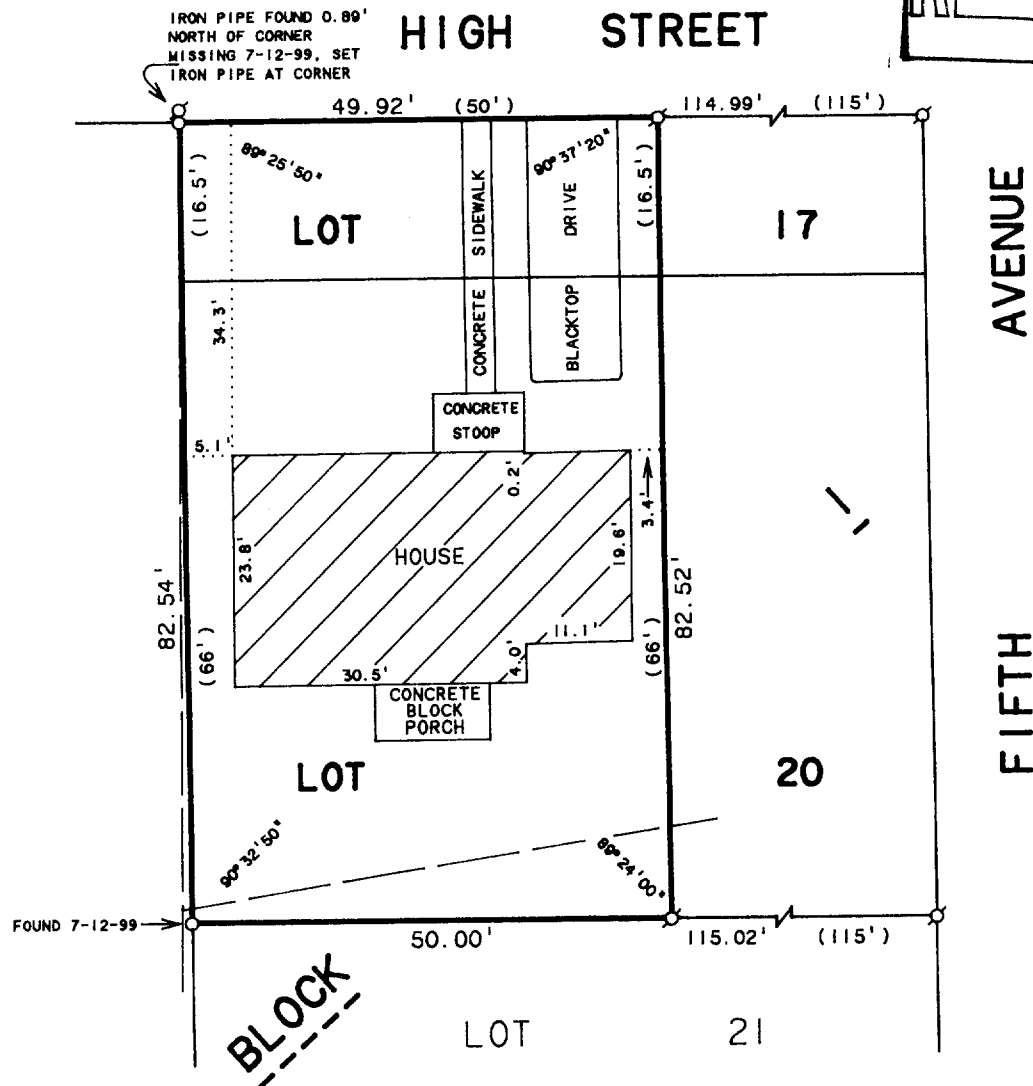 IRON PIPE FOUND 0.89'
NORTH OF CORNER
MISSING 7-12-99, SET
IRON PIPE AT CORNER
HIGH STREET
49.92' (50')
114.99' (115')
89°25'50"
90°37'20"
(16.5')
(16.5')
LOT
17
CONCRETE SIDEWALK
BLACKTOP DRIVE
34.3'
AVENUE
CONCRETE
STOOP
5.1'
0.2'
3.4'
23.8'
HOUSE
19.6'
82.54'
82.52'
(66')
(66')
11.1'
4.0'
30.5'
CONCRETE
BLOCK
PORCH
FIFTH
LOT
20
90°32'50"
89°24'00"
FOUND 7-12-99
50.00'
115.02' (115')
BLOCK
LOT 21